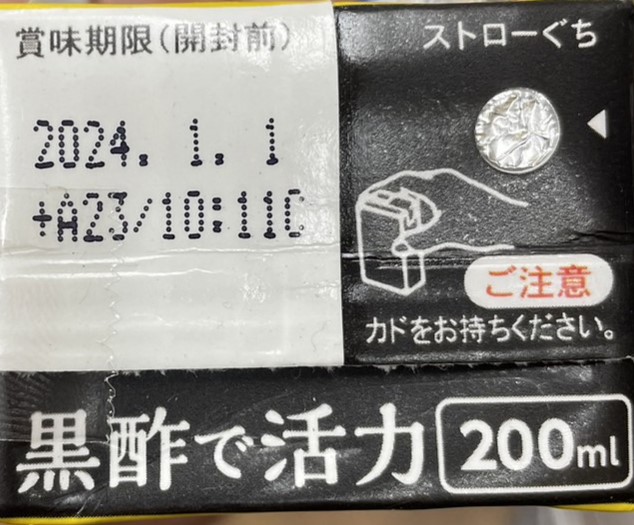 賞味期限(開封前)
ストローぐち
2024. 1. 1
+A23/10:11C
ご注意
カドをお持ちください。
黒酢で活力 200ml